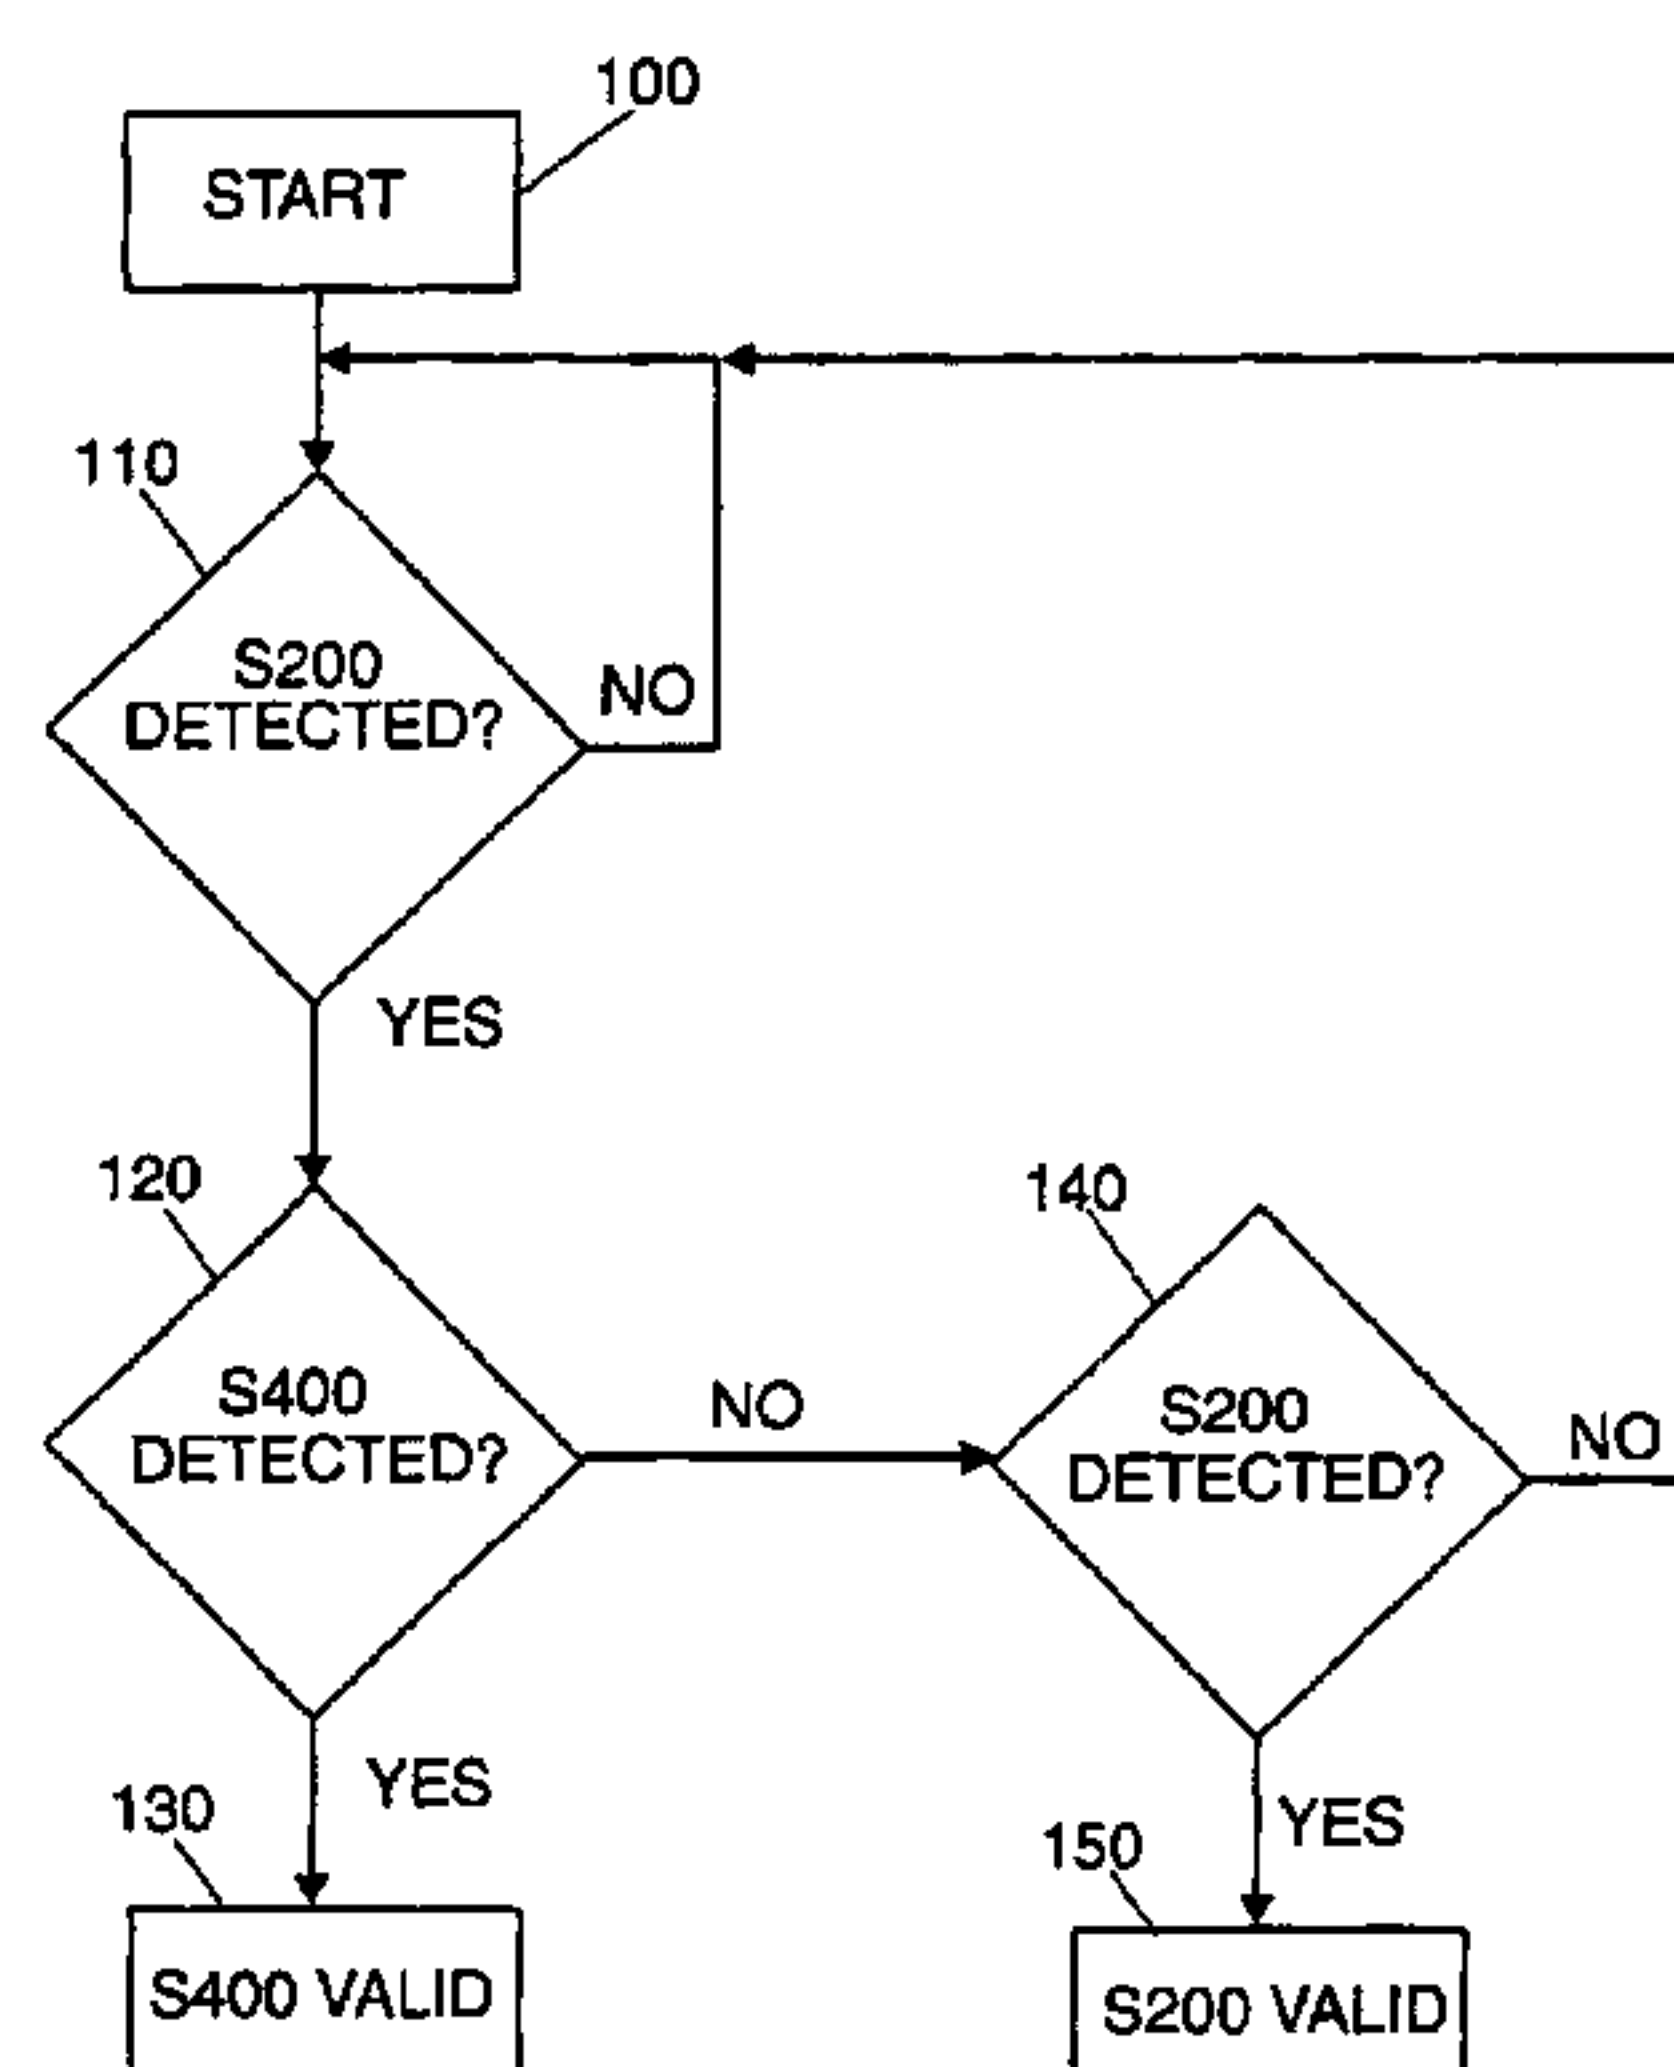 100
START
110
S200
DETECTED?
NO
YES
120
S400
DETECTED?
NO
140
S200
DETECTED?
NO
YES
130
S400 VALID
YES
150
S200 VALID